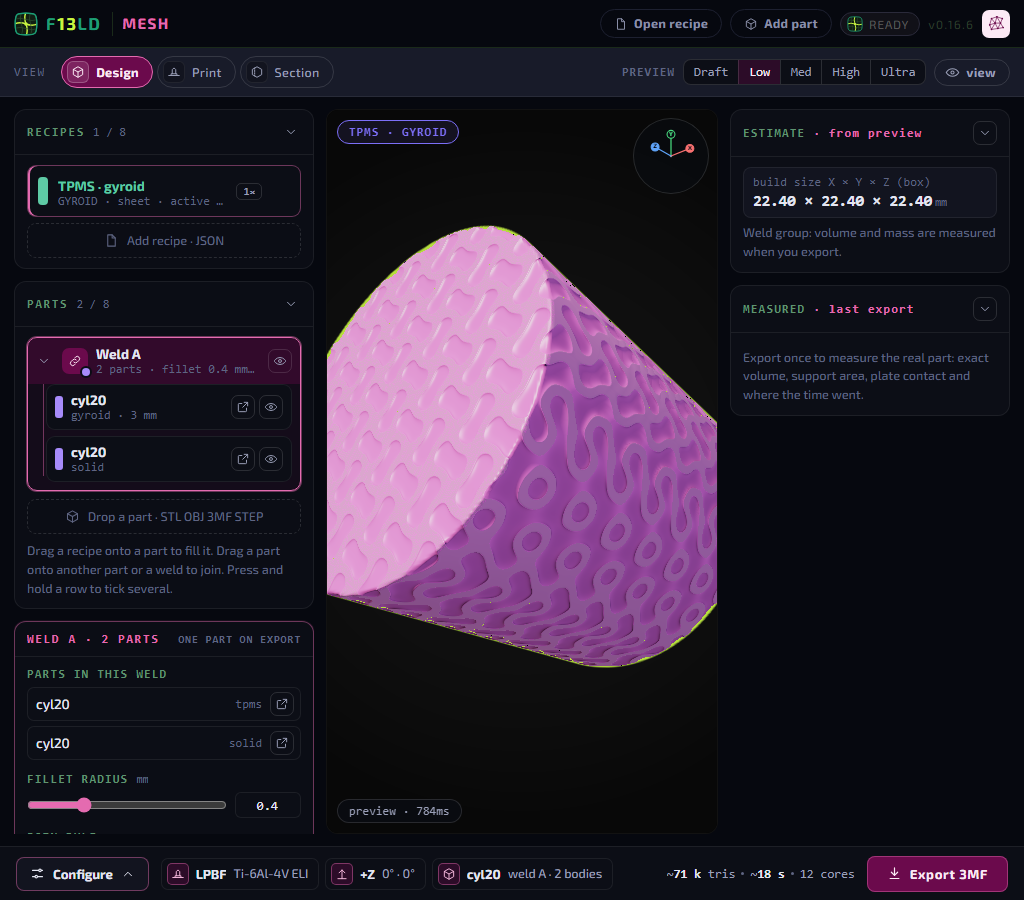 F13LD MESH
Open recipe
Add part
READY
v0.16.6
VIEW
Design
Print
Section
PREVIEW
Draft
Low
Med
High
Ultra
view
RECIPES 1 / 8
TPMS · gyroid
GYROID · sheet · active …
1×
Add recipe · JSON
PARTS 2 / 8
Weld A
2 parts · fillet 0.4 mm…
cyl20
gyroid · 3 mm
cyl20
solid
Drop a part · STL OBJ 3MF STEP
Drag a recipe onto a part to fill it. Drag a part
onto another part or a weld to join. Press and
hold a row to tick several.
WELD A · 2 PARTS
ONE PART ON EXPORT
PARTS IN THIS WELD
cyl20 tpms
cyl20 solid
FILLET RADIUS mm
0.4
TPMS · GYROID
Y
Z
X
preview · 784ms
ESTIMATE · from preview
build size X × Y × Z (box)
22.40 × 22.40 × 22.40 mm
Weld group: volume and mass are measured
when you export.
MEASURED · last export
Export once to measure the real part: exact
volume, support area, plate contact and
where the time went.
Configure
LPBF Ti-6Al-4V ELI
+Z 0° · 0°
cyl20 weld A · 2 bodies
~71 k tris · ~18 s · 12 cores
Export 3MF